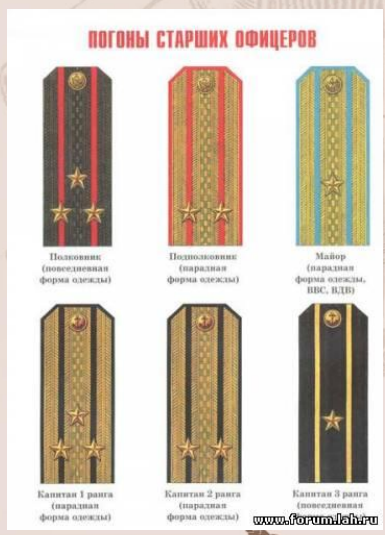 ПОГОНЫ СТАРШИХ ОФИЦЕРОВ
Полковник
(повседневная
форма одежды)
Подполковник
(парадная
форма одежды)
Майор
(парадная
форма одежды,
ВВС, ВДВ)
Капитан 1 ранга
(парадная
форма одежды)
Капитан 2 ранга
(парадная
форма одежды)
Капитан 3 ранга
(повседневная
www.forum.lah.ru